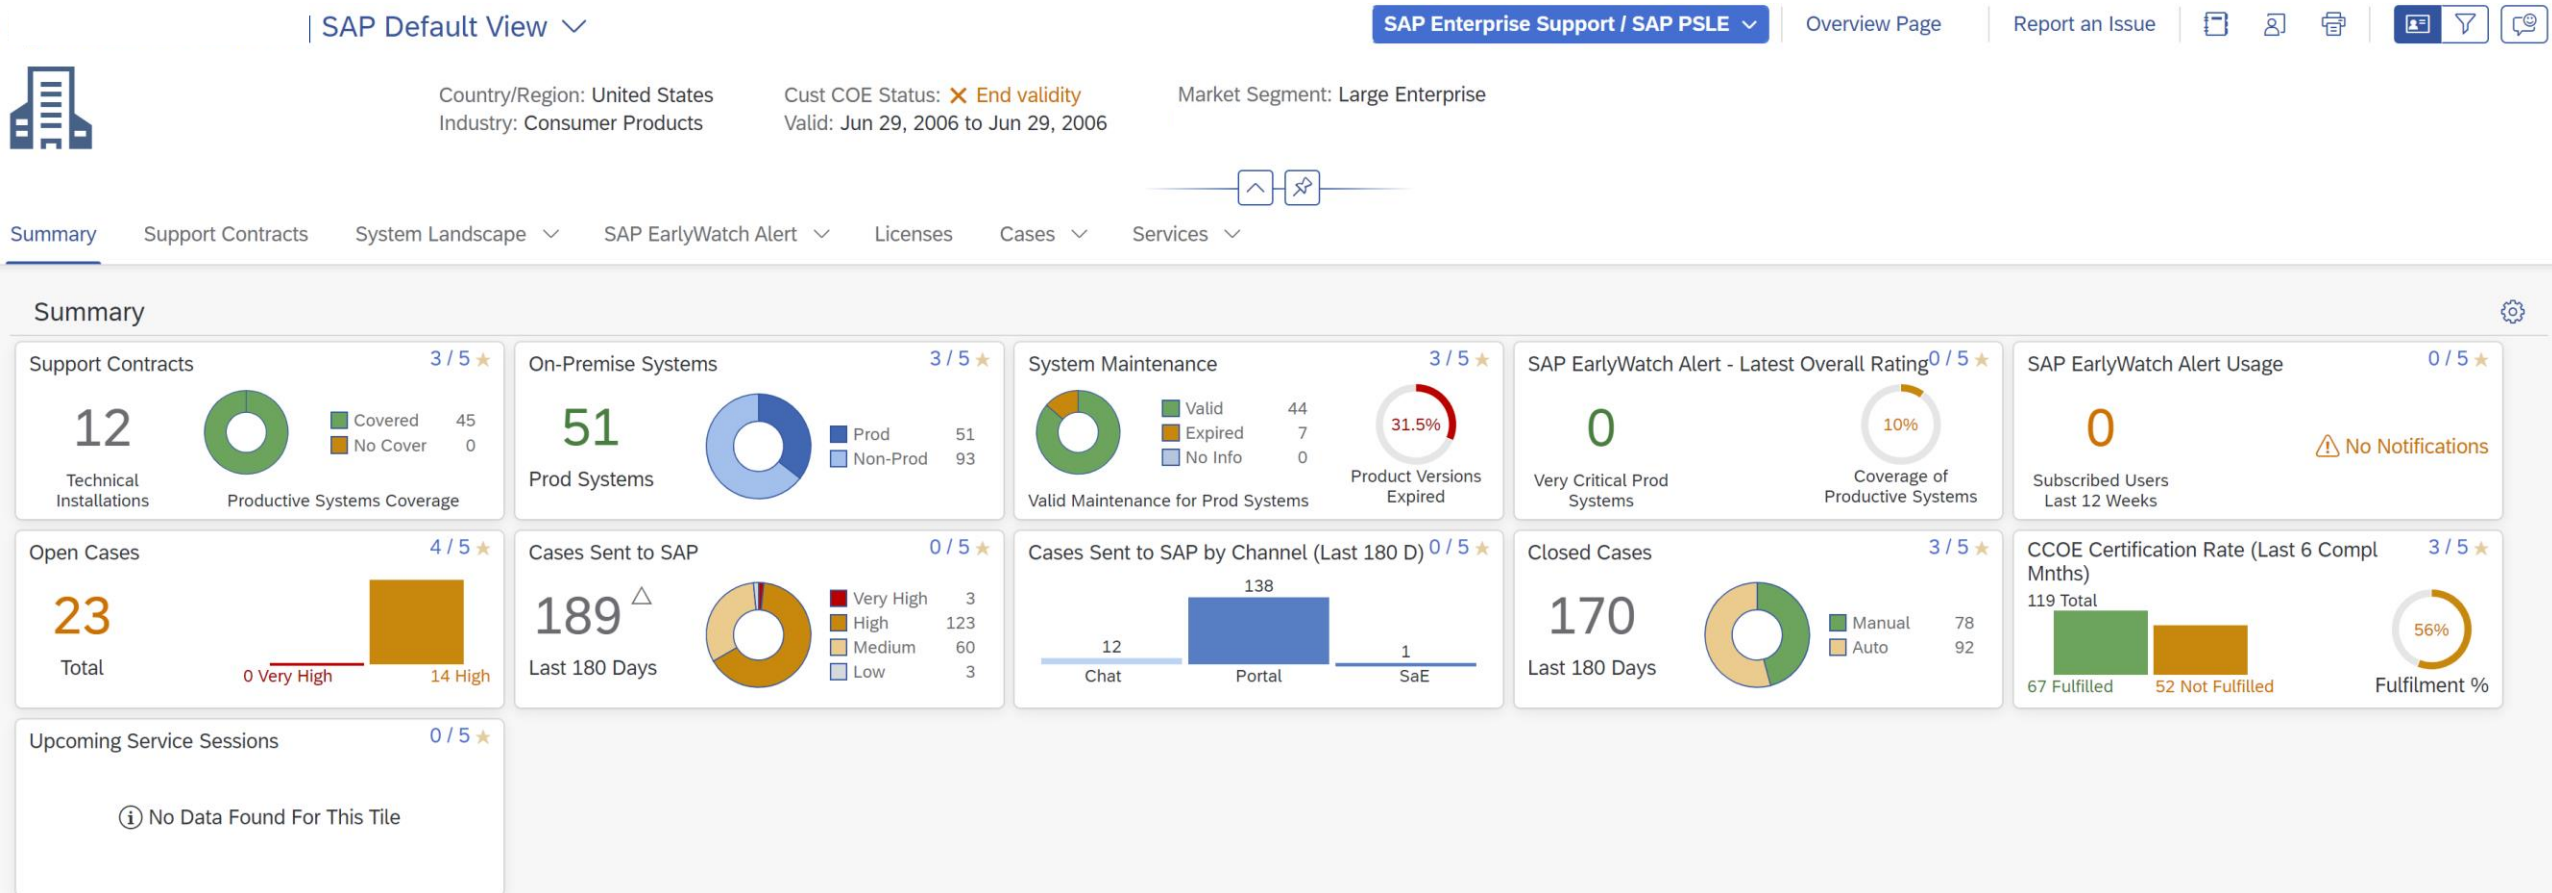 SAP Default View
SAP Enterprise Support / SAP PSLE
Overview Page
Report an Issue
Country/Region: United States
Industry: Consumer Products
Cust COE Status: End validity
Valid: Jun 29, 2006 to Jun 29, 2006
Market Segment: Large Enterprise
Summary
Support Contracts
System Landscape
SAP EarlyWatch Alert
Licenses
Cases
Services
Summary
Support Contracts
3 / 5
12
Technical
Installations
Covered 45
No Cover 0
Productive Systems Coverage
On-Premise Systems
3 / 5
51
Prod Systems
Prod 51
Non-Prod 93
System Maintenance
3 / 5
Valid 44
Expired 7
No Info 0
Valid Maintenance for Prod Systems
31.5%
Product Versions
Expired
SAP EarlyWatch Alert - Latest Overall Rating
0 / 5
0
Very Critical Prod
Systems
10%
Coverage of
Productive Systems
SAP EarlyWatch Alert Usage
0 / 5
0
Subscribed Users
Last 12 Weeks
No Notifications
Open Cases
4 / 5
23
Total
0 Very High
14 High
Cases Sent to SAP
0 / 5
189
Last 180 Days
Very High 3
High 123
Medium 60
Low 3
Cases Sent to SAP by Channel (Last 180 D)
0 / 5
12
Chat
138
Portal
1
SaE
Closed Cases
3 / 5
170
Last 180 Days
Manual 78
Auto 92
CCOE Certification Rate (Last 6 Compl
Mnths)
3 / 5
119 Total
67 Fulfilled
52 Not Fulfilled
56%
Fulfilment %
Upcoming Service Sessions
0 / 5
No Data Found For This Tile